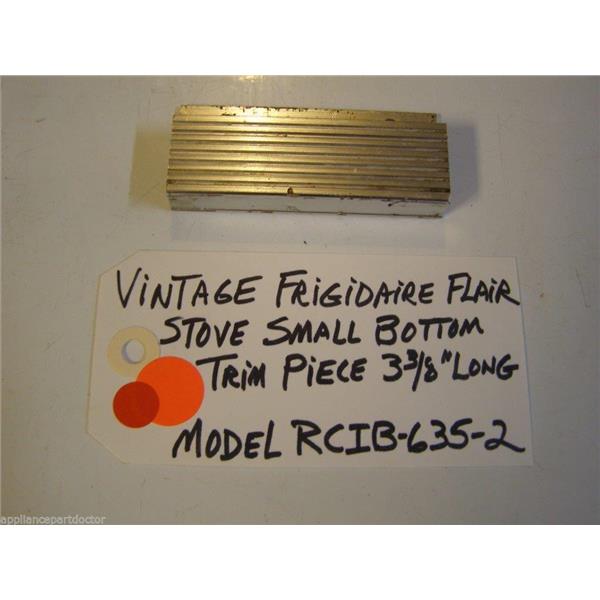 VINTAGE FRIGIDAIRE FLAIR
STOVE SMALL BOTTOM
TRIM PIECE 3 3/8" LONG
MODEL RCIB-635-2
appliancepartdoctor